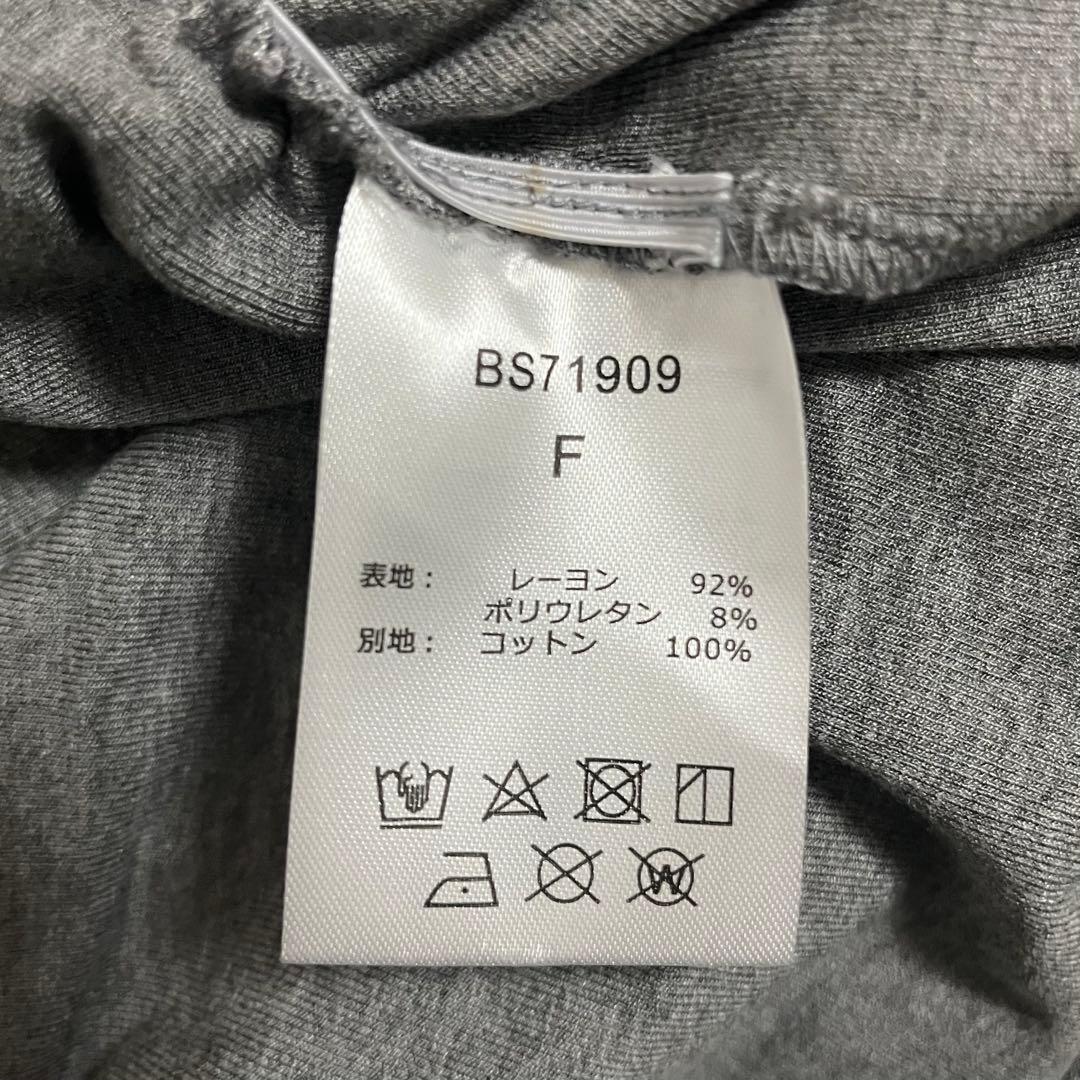 BS71909
F
表地： レーヨン 92%
ポリウレタン 8%
別地： コットン 100%
W